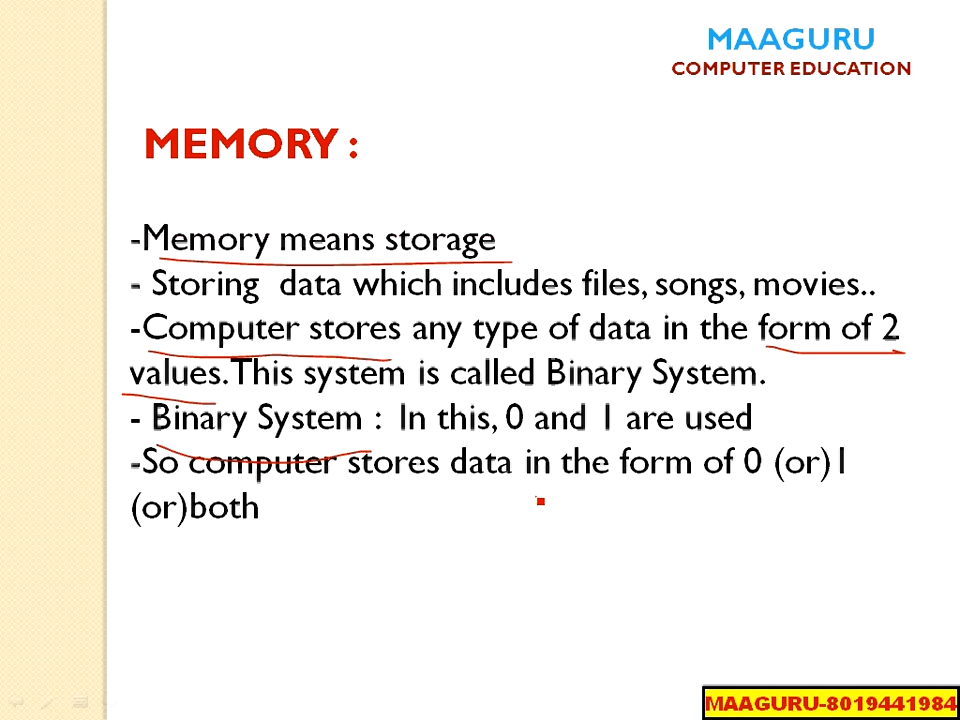 MAAGURU
COMPUTER EDUCATION
MEMORY :
-Memory means storage
- Storing data which includes files, songs, movies..
-Computer stores any type of data in the form of 2
values.This system is called Binary System.
- Binary System : In this, 0 and 1 are used
-So computer stores data in the form of 0 (or)1
(or)both
MAAGURU-8019441984